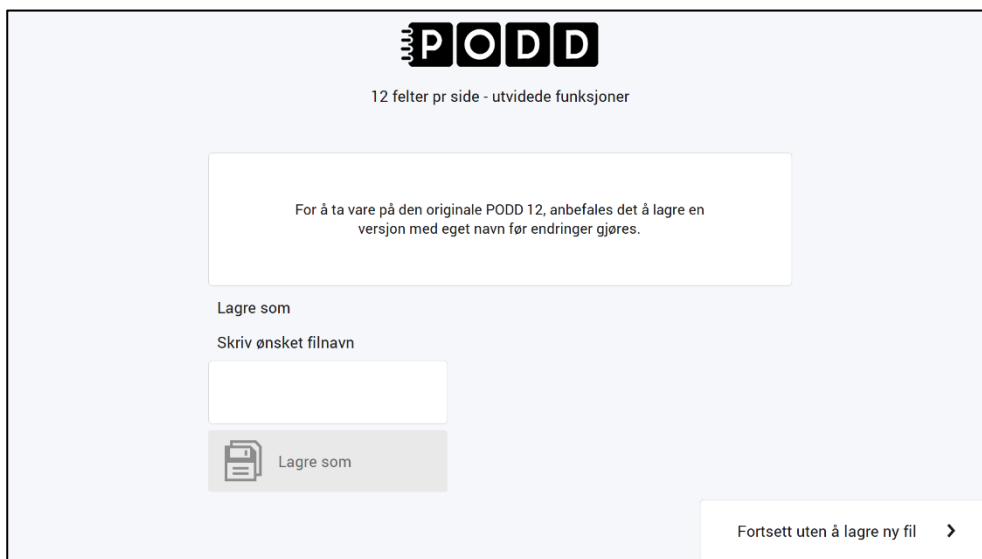 PODD
12 felter pr side - utvidede funksjoner
For å ta vare på den originale PODD 12, anbefales det å lagre en
versjon med eget navn før endringer gjøres.
Lagre som
Skriv ønsket filnavn
Lagre som
Fortsett uten å lagre ny fil